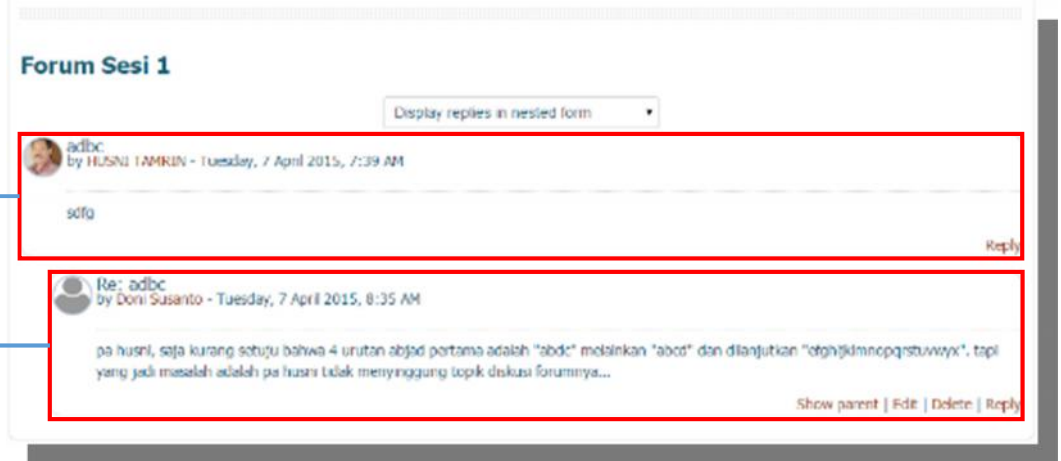 Forum Sesi 1
Display replies in nested form
adbc
by HUSNI TAMRIN - Tuesday, 7 April 2015, 7:39 AM
sdfg
Reply
Re: adbc
by Doni Susanto - Tuesday, 7 April 2015, 8:35 AM
pa husni, saja kurang setuju bahwa 4 urutan abjad pertama adalah "abdc" melainkan "abcd" dan dilanjutkan "efghijklmnopqrstuvwyx". tapi
yang jadi masalah adalah pa husni tidak menyinggung topik diskusi forumnya...
Show parent | Edit | Delete | Reply